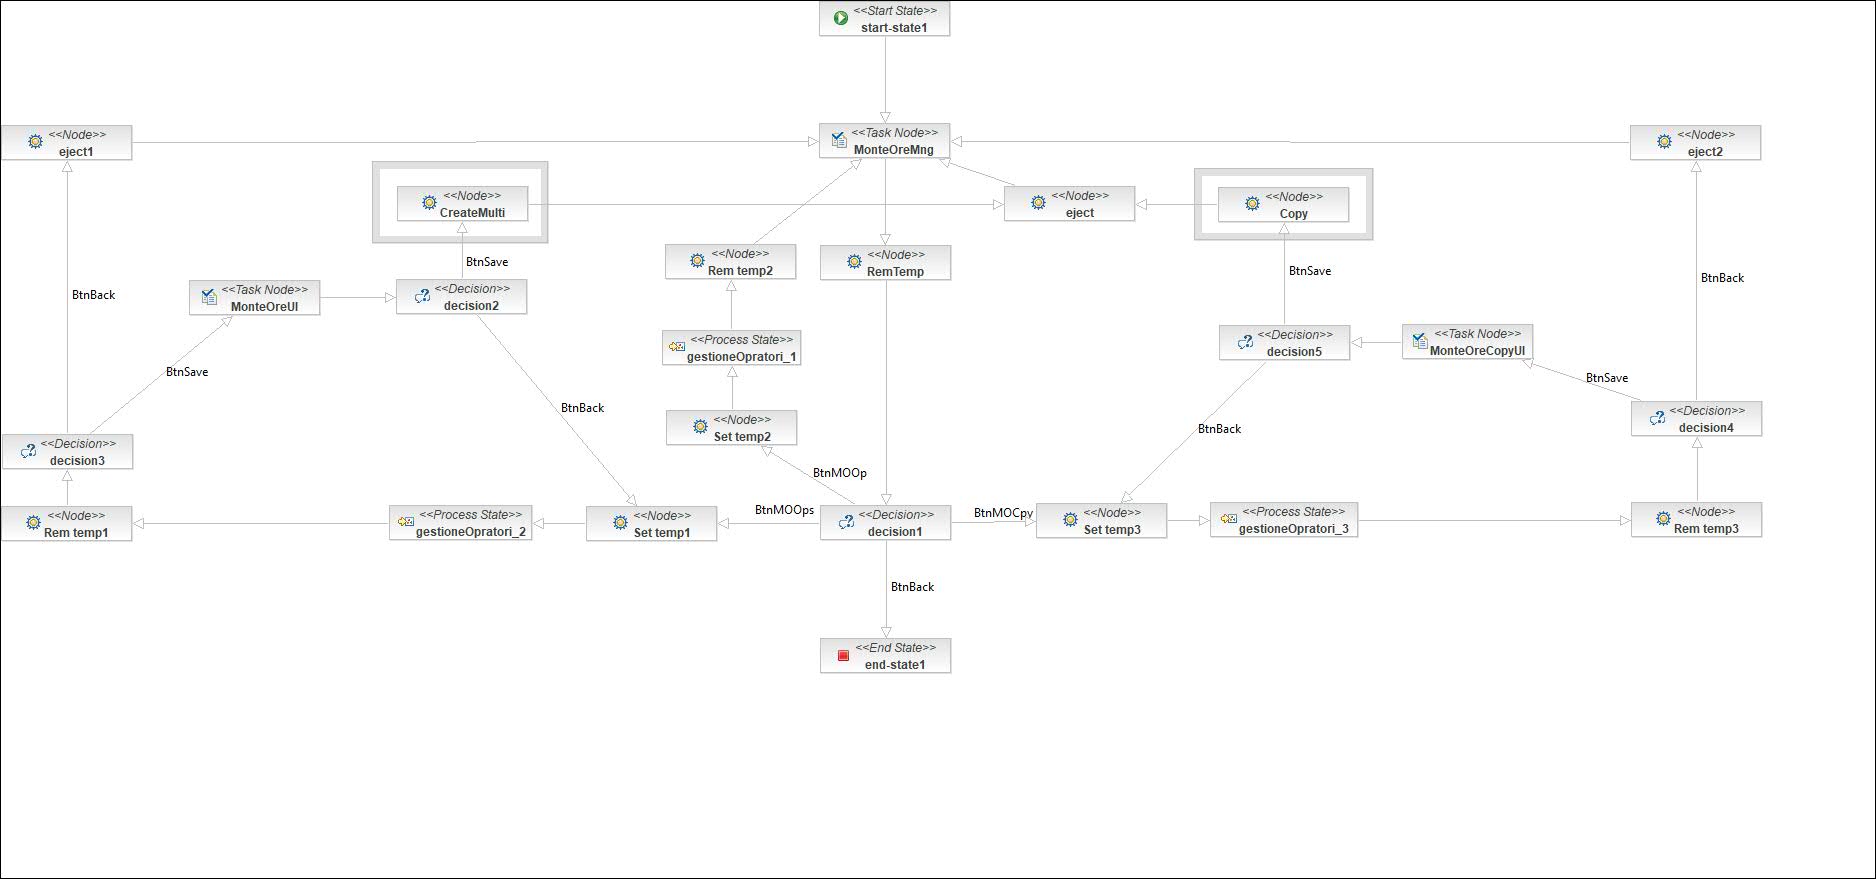 <<Start State>>
start-state1
<<Node>>
eject1
<<Task Node>>
MonteOreMng
<<Node>>
eject2
<<Node>>
CreateMulti
<<Node>>
eject
<<Node>>
Copy
<<Node>>
Rem temp2
<<Node>>
RemTemp
BtnSave
BtnSave
BtnBack
BtnBack
<<Task Node>>
MonteOreUI
<<Decision>>
decision2
<<Process State>>
gestioneOpratori_1
<<Decision>>
decision5
<<Task Node>>
MonteOreCopyUI
BtnSave
BtnSave
BtnBack
<<Node>>
Set temp2
BtnBack
<<Decision>>
decision4
<<Decision>>
decision3
BtnMOOp
<<Node>>
Rem temp1
<<Process State>>
gestioneOpratori_2
<<Node>>
Set temp1
BtnMOOps
<<Decision>>
decision1
BtnMOCpy
<<Node>>
Set temp3
<<Process State>>
gestioneOpratori_3
<<Node>>
Rem temp3
BtnBack
<<End State>>
end-state1